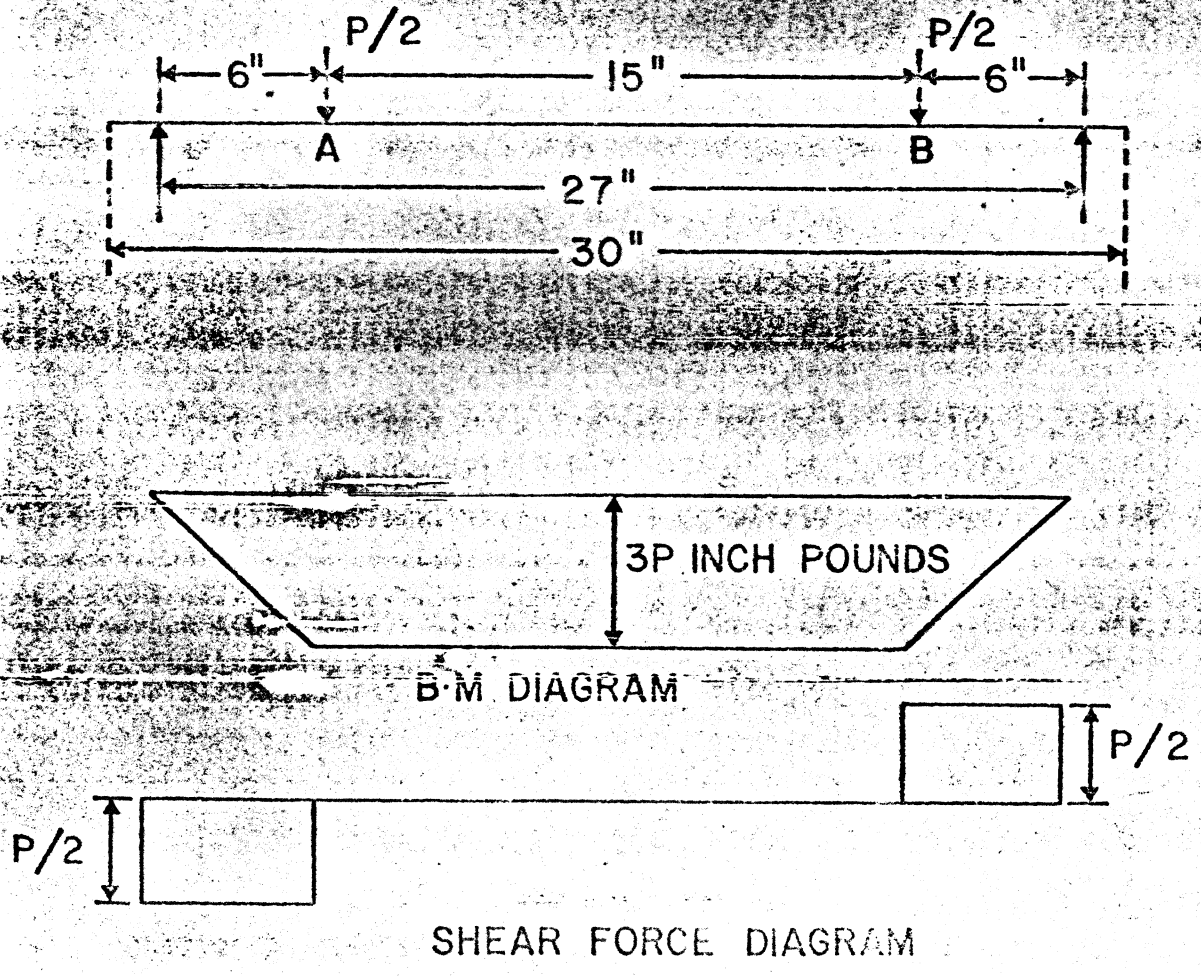 P/2
P/2
6"
15"
6"
A
B
27"
30"
3P INCH POUNDS
B·M DIAGRAM
P/2
P/2
SHEAR FORCE DIAGRAM